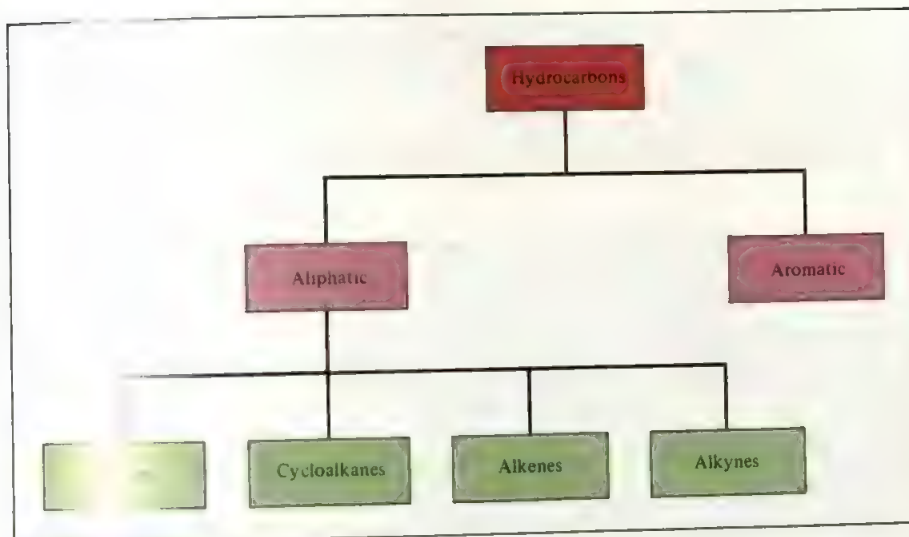 Hydrocarbons
Aliphatic
Aromatic
Cycloalkanes
Alkenes
Alkynes